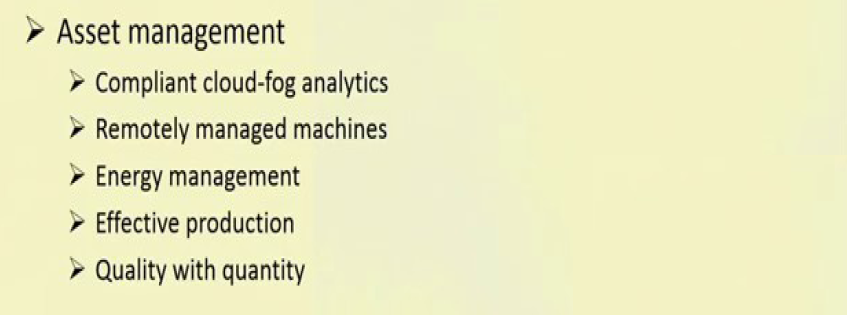 ➢ Asset management
➢ Compliant cloud-fog analytics
➢ Remotely managed machines
➢ Energy management
➢ Effective production
➢ Quality with quantity